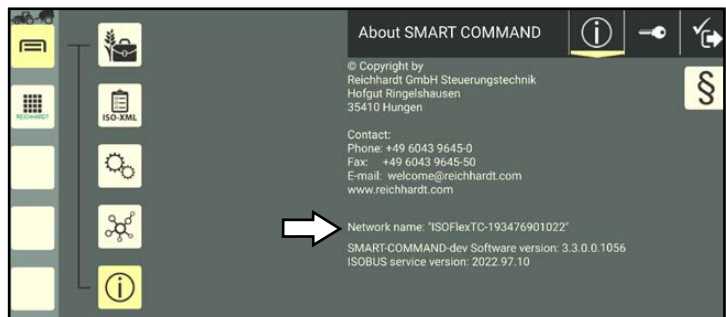 About SMART COMMAND
© Copyright by
Reichhardt GmbH Steuerungstechnik
Hofgut Ringelshausen
35410 Hungen
Contact:
Phone: +49 6043 9645-0
Fax: +49 6043 9645-50
E-mail: welcome@reichhardt.com
www.reichhardt.com
Network name: "ISOFlexTC-193476901022"
SMART-COMMAND-dev Software version: 3.3.0.0.1056
ISOBUS service version: 2022.97.10
REICHHARDT
ISO-XML
§